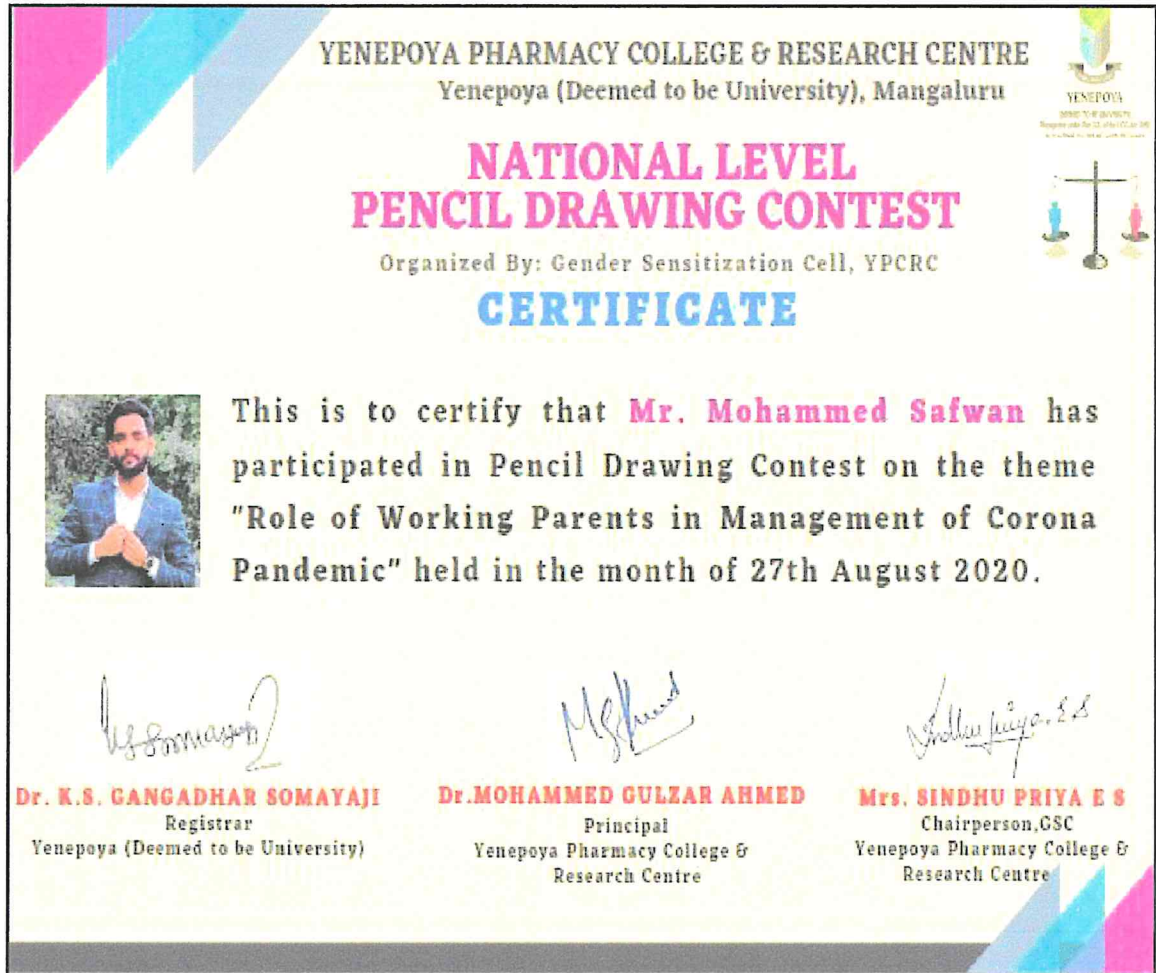 YENEPOYA PHARMACY COLLEGE & RESEARCH CENTRE
Yenepoya (Deemed to be University), Mangaluru
YENEPOYA
NATIONAL LEVEL
PENCIL DRAWING CONTEST
Organized By: Gender Sensitization Cell, YPCRC
CERTIFICATE
This is to certify that Mr. Mohammed Safwan has
participated in Pencil Drawing Contest on the theme
"Role of Working Parents in Management of Corona
Pandemic" held in the month of 27th August 2020.
Dr. K.S. GANGADHAR SOMAYAJI
Registrar
Yenepoya (Deemed to be University)
Dr.MOHAMMED GULZAR AHMED
Principal
Yenepoya Pharmacy College &
Research Centre
Mrs. SINDHU PRIYA E S
Chairperson,GSC
Yenepoya Pharmacy College &
Research Centre